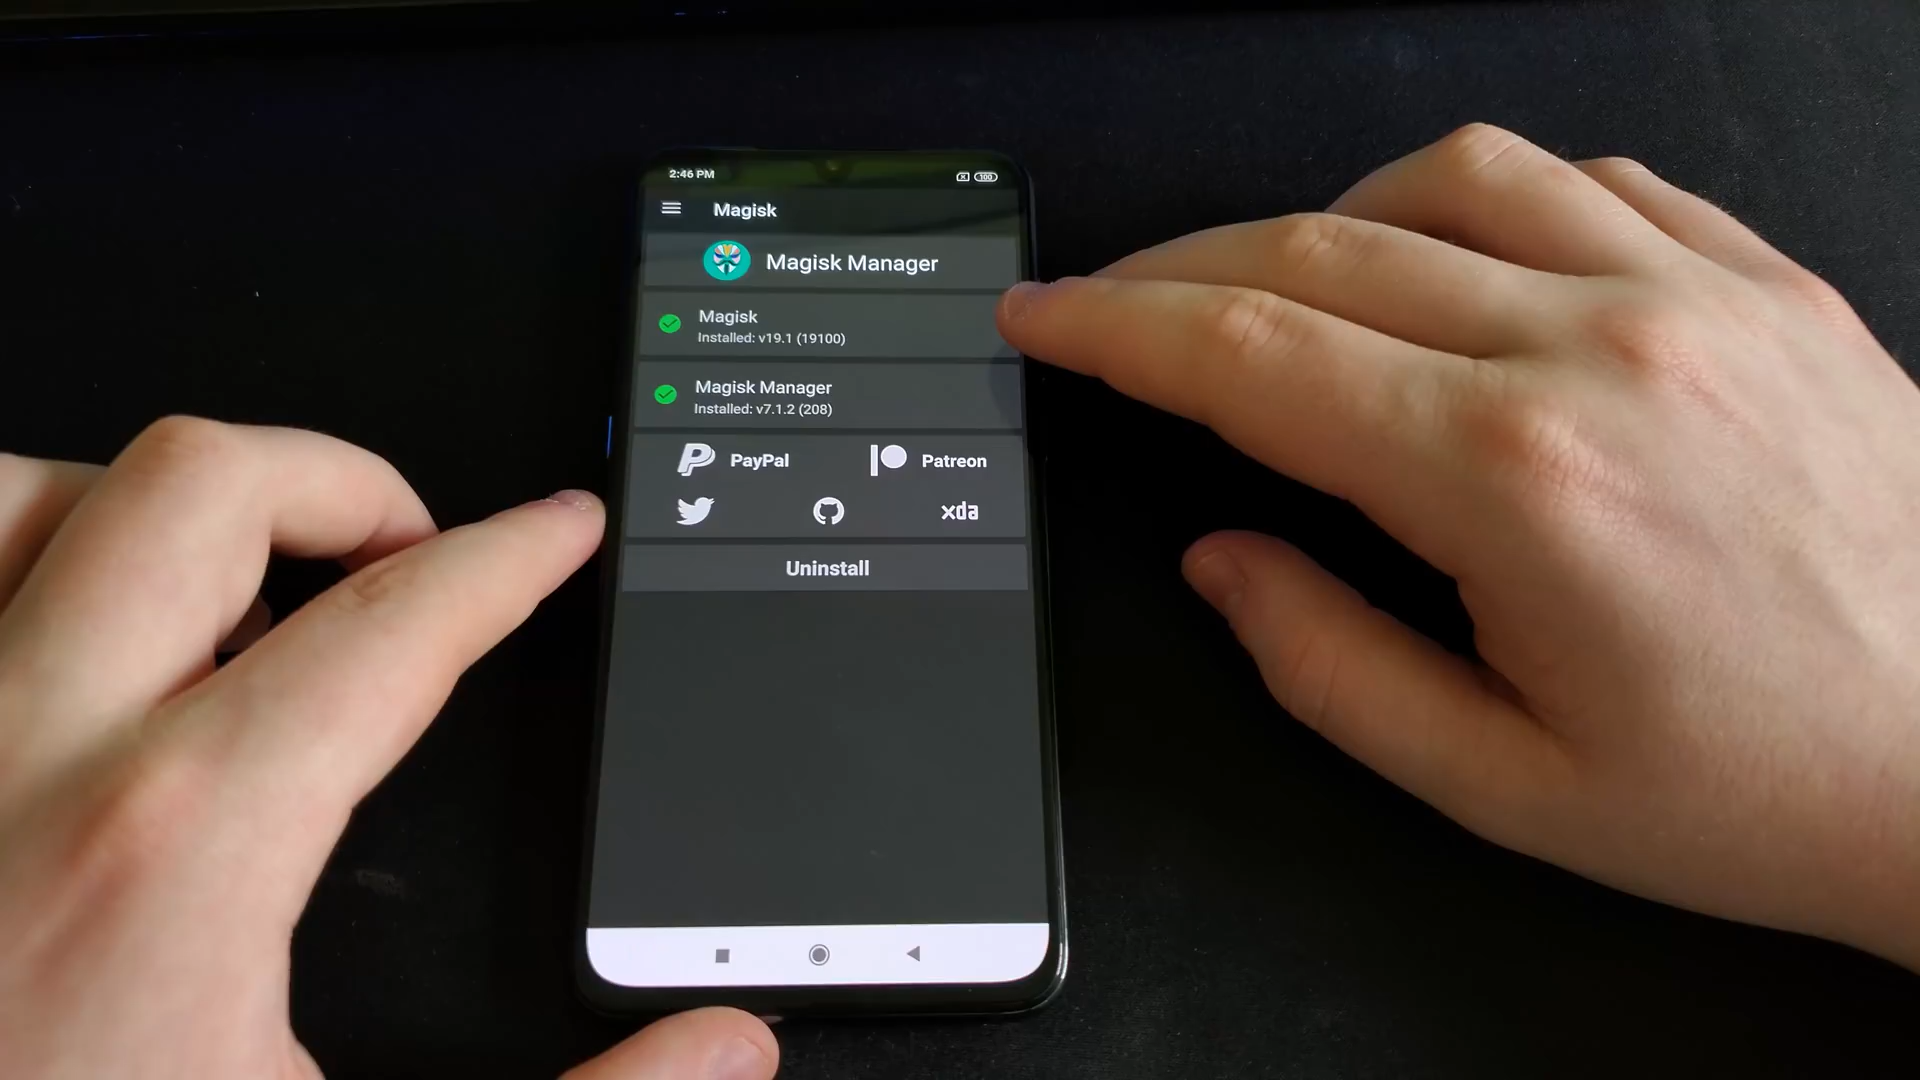 2:46 PM
100
Magisk
Magisk Manager
Magisk
Installed: v19.1 (19100)
Magisk Manager
Installed: v7.1.2 (208)
PayPal
Patreon
xda
Uninstall